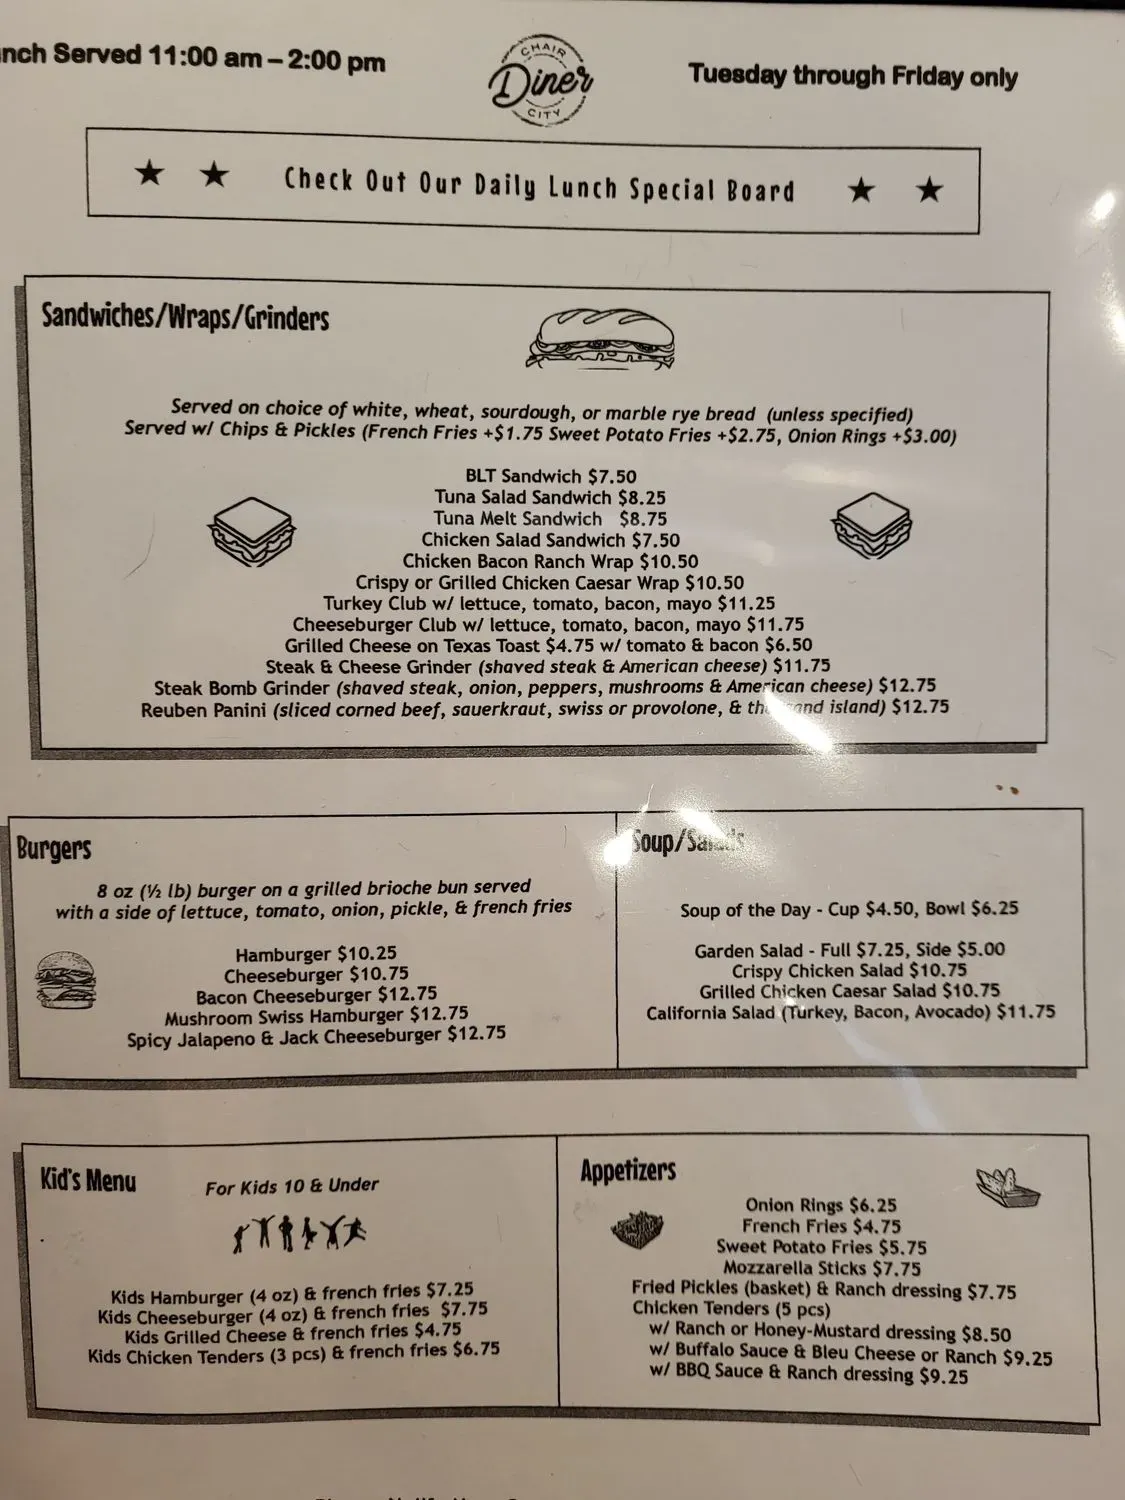 nch Served 11:00 am – 2:00 pm
CHAIR
Diner
CITY
Tuesday through Friday only
★ ★ Check Out Our Daily Lunch Special Board ★ ★
Sandwiches/Wraps/Grinders
Served on choice of white, wheat, sourdough, or marble rye bread (unless specified)
Served w/ Chips & Pickles (French Fries +$1.75 Sweet Potato Fries +$2.75, Onion Rings +$3.00)
BLT Sandwich $7.50
Tuna Salad Sandwich $8.25
Tuna Melt Sandwich $8.75
Chicken Salad Sandwich $7.50
Chicken Bacon Ranch Wrap $10.50
Crispy or Grilled Chicken Caesar Wrap $10.50
Turkey Club w/ lettuce, tomato, bacon, mayo $11.25
Cheeseburger Club w/ lettuce, tomato, bacon, mayo $11.75
Grilled Cheese on Texas Toast $4.75 w/ tomato & bacon $6.50
Steak & Cheese Grinder (shaved steak & American cheese) $11.75
Steak Bomb Grinder (shaved steak, onion, peppers, mushrooms & American cheese) $12.75
Reuben Panini (sliced corned beef, sauerkraut, swiss or provolone, & thousand island) $12.75
Burgers
8 oz (½ lb) burger on a grilled brioche bun served
with a side of lettuce, tomato, onion, pickle, & french fries
Hamburger $10.25
Cheeseburger $10.75
Bacon Cheeseburger $12.75
Mushroom Swiss Hamburger $12.75
Spicy Jalapeno & Jack Cheeseburger $12.75
Soup/Salads
Soup of the Day - Cup $4.50, Bowl $6.25
Garden Salad - Full $7.25, Side $5.00
Crispy Chicken Salad $10.75
Grilled Chicken Caesar Salad $10.75
California Salad (Turkey, Bacon, Avocado) $11.75
Kid's Menu
For Kids 10 & Under
Kids Hamburger (4 oz) & french fries $7.25
Kids Cheeseburger (4 oz) & french fries $7.75
Kids Grilled Cheese & french fries $4.75
Kids Chicken Tenders (3 pcs) & french fries $6.75
Appetizers
Onion Rings $6.25
French Fries $4.75
Sweet Potato Fries $5.75
Mozzarella Sticks $7.75
Fried Pickles (basket) & Ranch dressing $7.75
Chicken Tenders (5 pcs)
w/ Ranch or Honey-Mustard dressing $8.50
w/ Buffalo Sauce & Bleu Cheese or Ranch $9.25
w/ BBQ Sauce & Ranch dressing $9.25